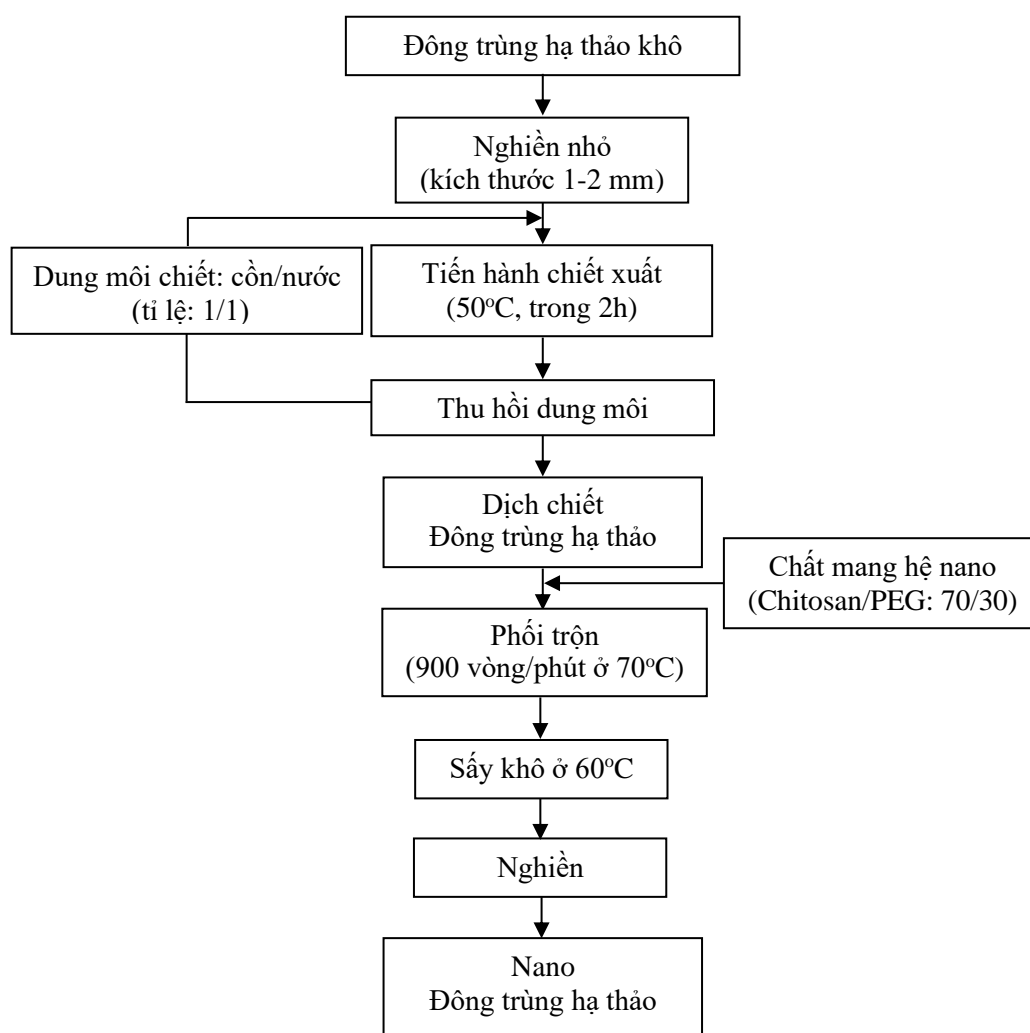 Đông trùng hạ thảo khô
Nghiền nhỏ
(kích thước 1-2 mm)
Dung môi chiết: cồn/nước
(tỉ lệ: 1/1)
Tiến hành chiết xuất
(50°C, trong 2h)
Thu hồi dung môi
Dịch chiết
Đông trùng hạ thảo
Chất mang hệ nano
(Chitosan/PEG: 70/30)
Phối trộn
(900 vòng/phút ở 70°C)
Sấy khô ở 60°C
Nghiền
Nano
Đông trùng hạ thảo